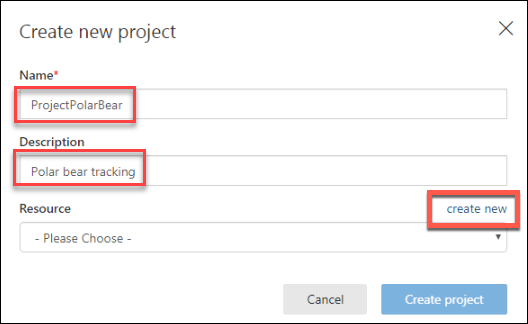 Create new project
Name*
ProjectPolarBear
Description
Polar bear tracking
Resource create new
- Please Choose -
Cancel Create project